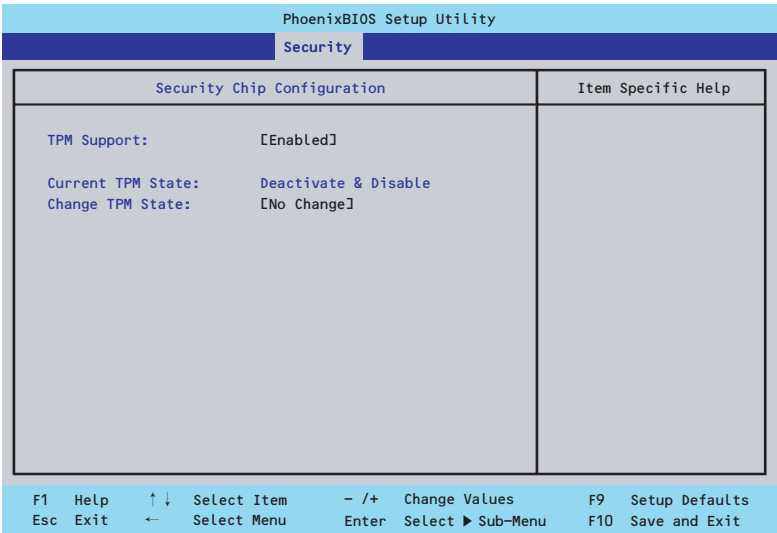 PhoenixBIOS Setup Utility
Security
Security Chip Configuration
Item Specific Help
TPM Support: [Enabled]
Current TPM State: Deactivate & Disable
Change TPM State: [No Change]
F1 Help ↑↓ Select Item – /+ Change Values F9 Setup Defaults
Esc Exit ← Select Menu Enter Select ▶ Sub-Menu F10 Save and Exit